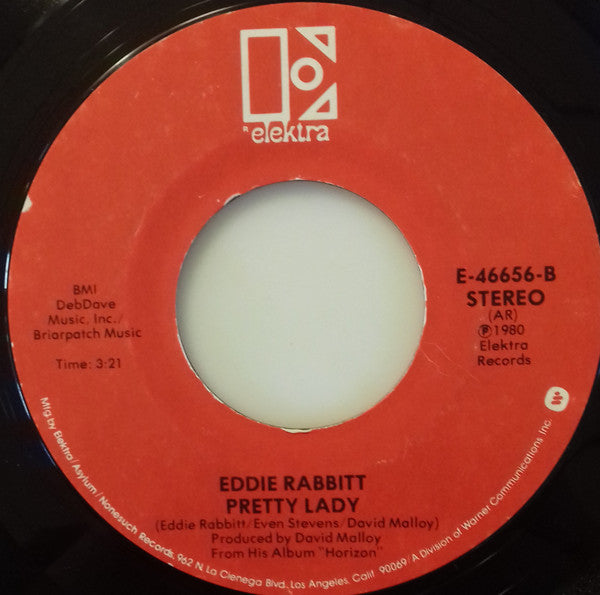 R elektra
BMI
DebDave
Music, Inc./
Briarpatch Music
Time: 3:21
E-46656-B
STEREO
(AR)
℗1980
Elektra
Records
EDDIE RABBITT
PRETTY LADY
(Eddie Rabbitt/Even Stevens/David Malloy)
Produced by David Malloy
From His Album "Horizon"
Mfg by Elektra/Asylum/Nonesuch Records, 962 N. La Cienega Blvd., Los Angeles, Calif. 90069/A Division of Warner Communications Inc.